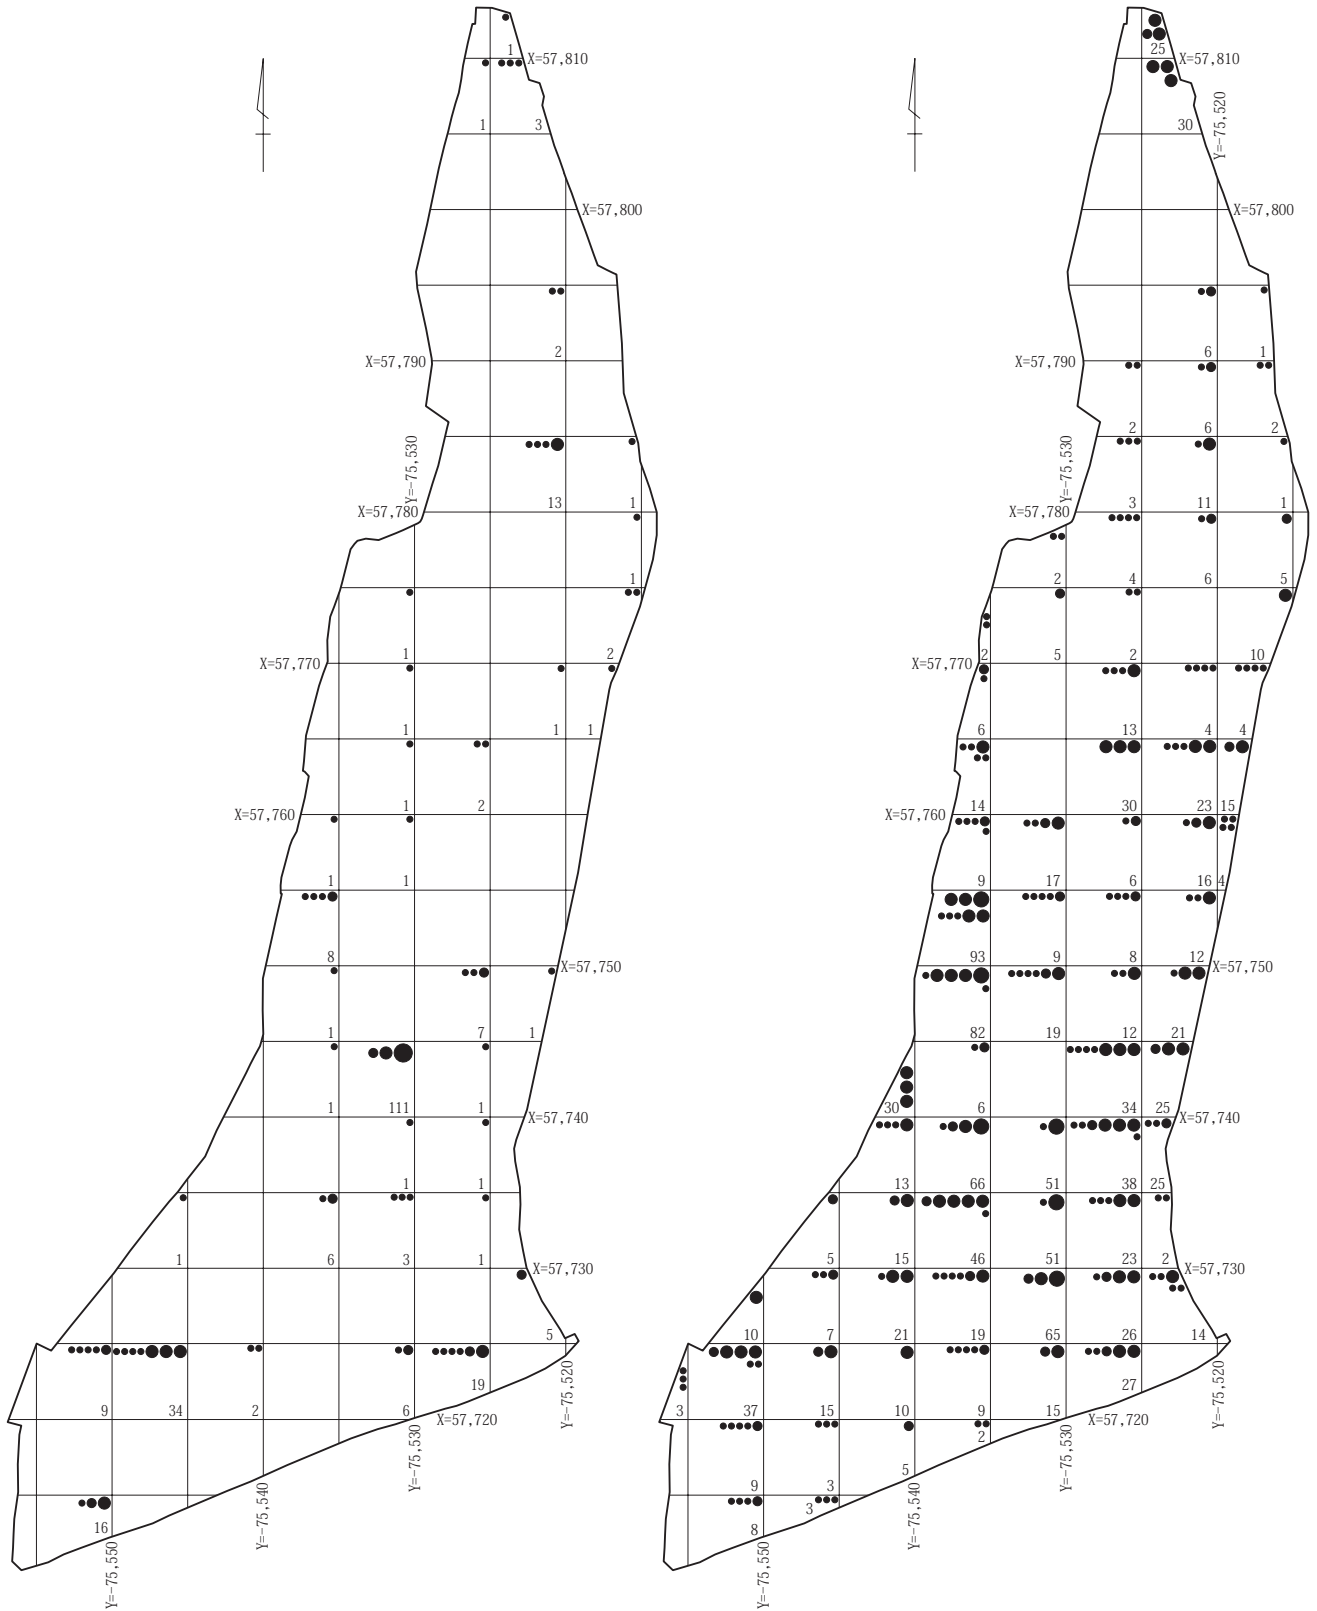 1 X=57,810
1 3
X=57,800
X=57,790 2
Y=-75,530
X=57,780 13 1
1
X=57,770 1 2
1 1 1
X=57,760 1 2
1 1
8 X=57,750
1 7 1
1 111 1 X=57,740
1 1
1 6 3 1 X=57,730
5
19
9 34 2 6 X=57,720
Y=-75,520
Y=-75,530
16
Y=-75,540
Y=-75,550
25 X=57,810
Y=-75,520
30
X=57,800
X=57,790 6 1
2 6 2
Y=-75,530
X=57,780 3 11 1
2 4 6 5
X=57,770 2 5 2 10
6 13 4 4
X=57,760 14 30 23 15
9 17 6 16 4
93 9 8 12 X=57,750
82 19 12 21
30 6 34 25 X=57,740
13 66 51 38 25
5 15 46 51 23 2 X=57,730
10 7 21 19 65 26 14
27
3 37 15 10 9 15 X=57,720
2
Y=-75,520
5
Y=-75,530
9 3
3
8
Y=-75,540
Y=-75,550